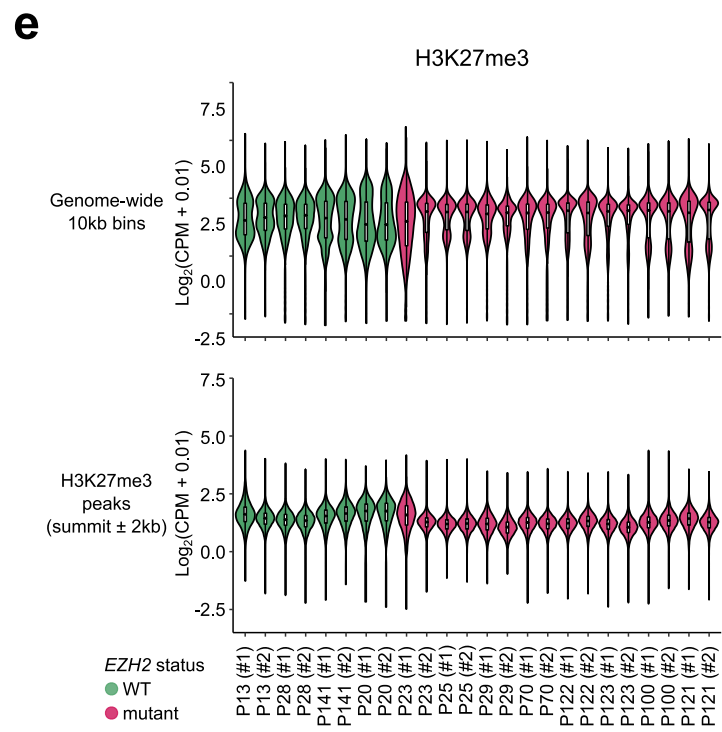 e
H3K27me3
Genome-wide
10kb bins
Log2(CPM + 0.01)
7.5
5.0
2.5
0.0
-2.5
H3K27me3
peaks
(summit ± 2kb)
Log2(CPM + 0.01)
7.5
5.0
2.5
0.0
-2.5
EZH2 status
WT
mutant
P13 (#1)
P13 (#2)
P28 (#1)
P28 (#2)
P141 (#1)
P141 (#2)
P20 (#1)
P20 (#2)
P23 (#1)
P23 (#2)
P25 (#1)
P25 (#2)
P29 (#1)
P29 (#2)
P70 (#1)
P70 (#2)
P122 (#1)
P122 (#2)
P123 (#1)
P123 (#2)
P100 (#1)
P100 (#2)
P121 (#1)
P121 (#2)